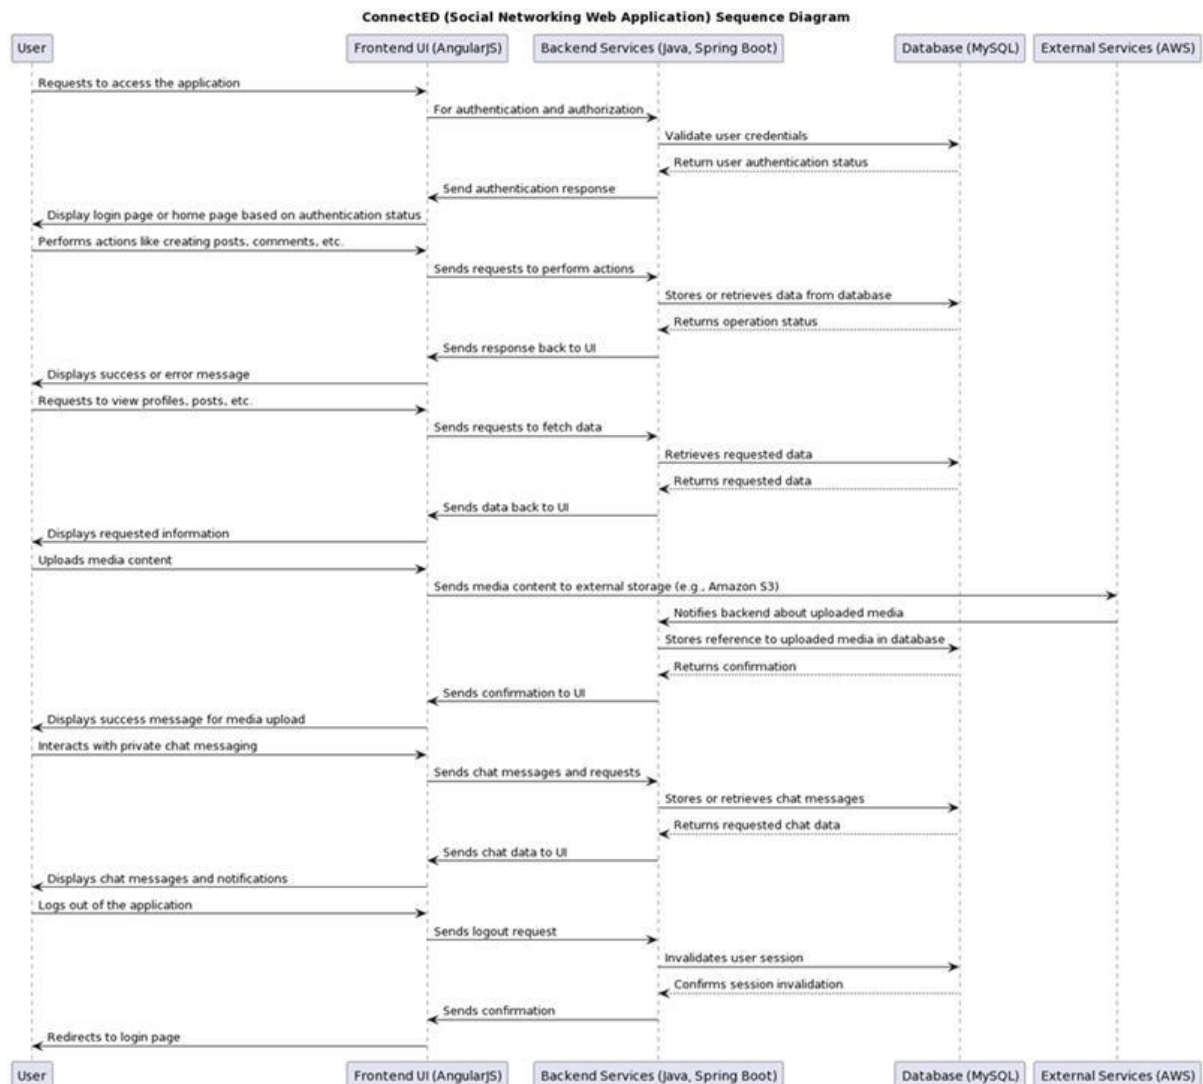 ConnectED (Social Networking Web Application) Sequence Diagram
User
Frontend UI (AngularJS)
Backend Services (Java, Spring Boot)
Database (MySQL)
External Services (AWS)
Requests to access the application
For authentication and authorization
Validate user credentials
Return user authentication status
Send authentication response
Display login page or home page based on authentication status
Performs actions like creating posts, comments, etc.
Sends requests to perform actions
Stores or retrieves data from database
Returns operation status
Sends response back to UI
Displays success or error message
Requests to view profiles, posts, etc.
Sends requests to fetch data
Retrieves requested data
Returns requested data
Sends data back to UI
Displays requested information
Uploads media content
Sends media content to external storage (e.g., Amazon S3)
Notifies backend about uploaded media
Stores reference to uploaded media in database
Returns confirmation
Sends confirmation to UI
Displays success message for media upload
Interacts with private chat messaging
Sends chat messages and requests
Stores or retrieves chat messages
Returns requested chat data
Sends chat data to UI
Displays chat messages and notifications
Logs out of the application
Sends logout request
Invalidates user session
Confirms session invalidation
Sends confirmation
Redirects to login page
User
Frontend UI (AngularJS)
Backend Services (Java, Spring Boot)
Database (MySQL)
External Services (AWS)